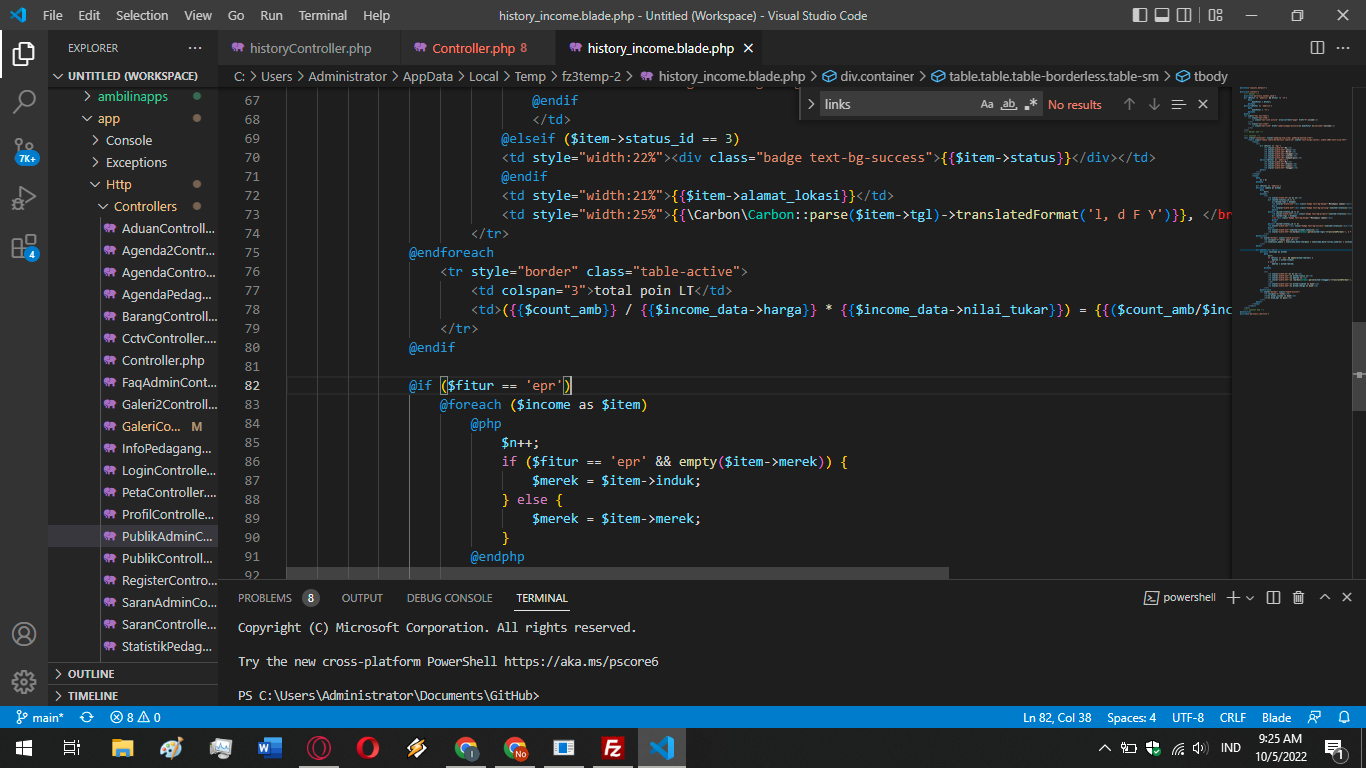 File Edit Selection View Go Run Terminal Help history_income.blade.php - Untitled (Workspace) - Visual Studio Code
EXPLORER ··· historyController.php Controller.php 8 history_income.blade.php
UNTITLED (WORKSPACE) C: > Users > Administrator > AppData > Local > Temp > fz3temp-2 > history_income.blade.php > div.container > table.table.table-borderless.table-sm > tbody
links Aa ab .* No results
ambilinapps
app
Console
Exceptions
Http
Controllers
AduanControll...
Agenda2Contr...
AgendaContro...
AgendaPedag...
BarangControll...
CctvController....
Controller.php
FaqAdminCont...
Galeri2Controll...
GaleriCo... M
InfoPedagang...
LoginControlle...
PetaController....
ProfilControlle...
PublikAdminC...
PublikControll...
RegisterContro...
SaranAdminCo...
SaranControlle...
StatistikPedag...
OUTLINE
TIMELINE
7K+
4
67 @endif
68 </td>
69 @elseif ($item->status_id == 3)
70 <td style="width:22%"><div class="badge text-bg-success">{{$item->status}}</div></td>
71 @endif
72 <td style="width:21%">{{$item->alamat_lokasi}}</td>
73 <td style="width:25%">{{\Carbon\Carbon::parse($item->tgl)->translatedFormat('l, d F Y')}}, </br
74 </tr>
75 @endforeach
76 <tr style="border" class="table-active">
77 <td colspan="3">total poin LT</td>
78 <td>({{$count_amb}} / {{$income_data->harga}} * {{$income_data->nilai_tukar}}) = {{($count_amb/$inc
79 </tr>
80 @endif
81
82 @if ($fitur == 'epr')
83 @foreach ($income as $item)
84 @php
85 $n++;
86 if ($fitur == 'epr' && empty($item->merek)) {
87 $merek = $item->induk;
88 } else {
89 $merek = $item->merek;
90 }
91 @endphp
92
PROBLEMS 8 OUTPUT DEBUG CONSOLE TERMINAL powershell
Copyright (C) Microsoft Corporation. All rights reserved.
Try the new cross-platform PowerShell https://aka.ms/pscore6
PS C:\Users\Administrator\Documents\GitHub>
main* 8 0 Ln 82, Col 38 Spaces: 4 UTF-8 CRLF Blade
IND 9:25 AM
10/5/2022
1